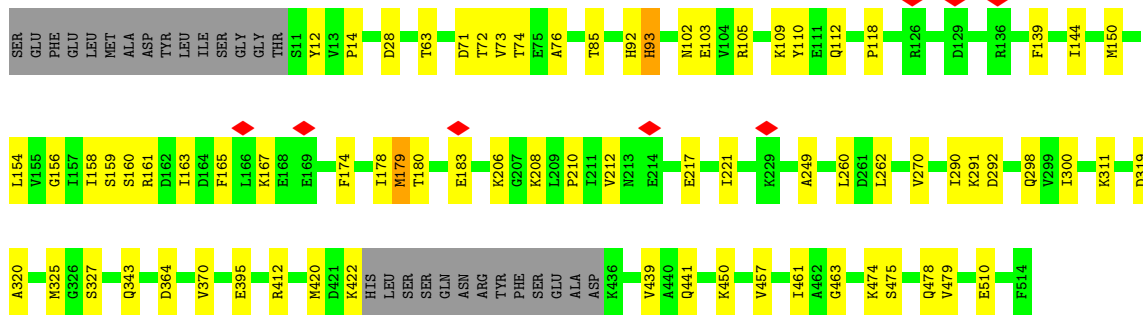 SER GLU PHE GLU LEU MET ALA ASP TYR LEU ILE SER GLY GLY THR S11 Y12 V13 P14 D28 T63 D71 T72 V73 T74 E75 A76 T85 H92 H93 N102 E103 V104 R105 K109 Y110 E111 Q112 P118 R126 D129 R136 F139 I144 M150
L154 V155 G156 I157 I158 S159 S160 R161 D162 I163 D164 F165 L166 K167 E168 E169 F174 I178 M179 T180 E183 K206 G207 K208 L209 P210 I211 V212 N213 E214 E217 I221 K229 A249 L260 D261 L262 V270 I290 K291 D292 Q298 V299 I300 K311 D319
A320 M325 G326 S327 Q343 D364 V370 E395 R412 M420 D421 K422 HIS LEU SER SER GLN ASN ARG TYR PHE SER GLU ALA ASP K436 V439 A440 Q441 K450 V457 I461 A462 G463 K474 S475 Q478 V479 E510 F514